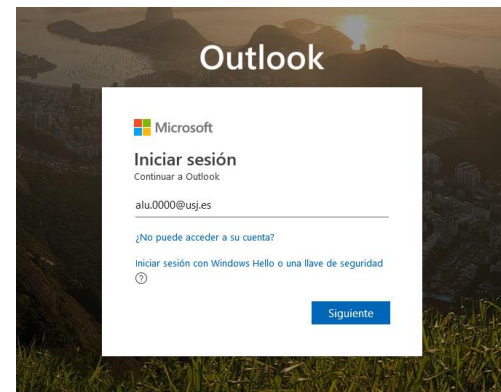 Outlook
Microsoft
Iniciar sesión
Continuar a Outlook
alu.0000@usj.es
¿No puede acceder a su cuenta?
Iniciar sesión con Windows Hello o una llave de seguridad
Siguiente